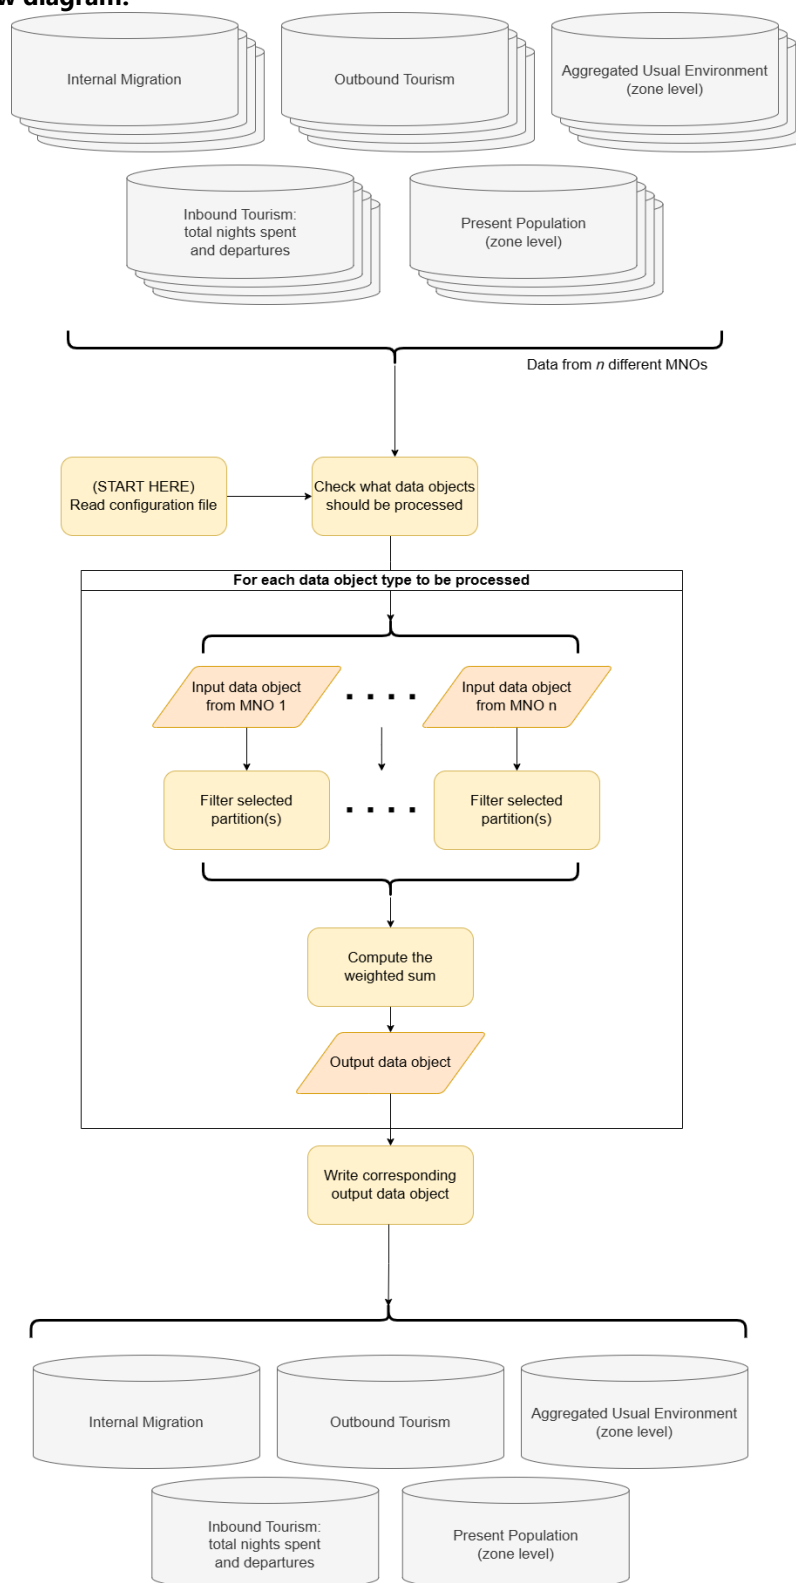 diagram:
Internal Migration
Outbound Tourism
Aggregated Usual Environment
(zone level)
Inbound Tourism:
total nights spent
and departures
Present Population
(zone level)
Data from n different MNOs
(START HERE)
Read configuration file
Check what data objects
should be processed
For each data object type to be processed
Input data object
from MNO 1
Input data object
from MNO n
Filter selected
partition(s)
Filter selected
partition(s)
Compute the
weighted sum
Output data object
Write corresponding
output data object
Internal Migration
Outbound Tourism
Aggregated Usual Environment
(zone level)
Inbound Tourism:
total nights spent
and departures
Present Population
(zone level)